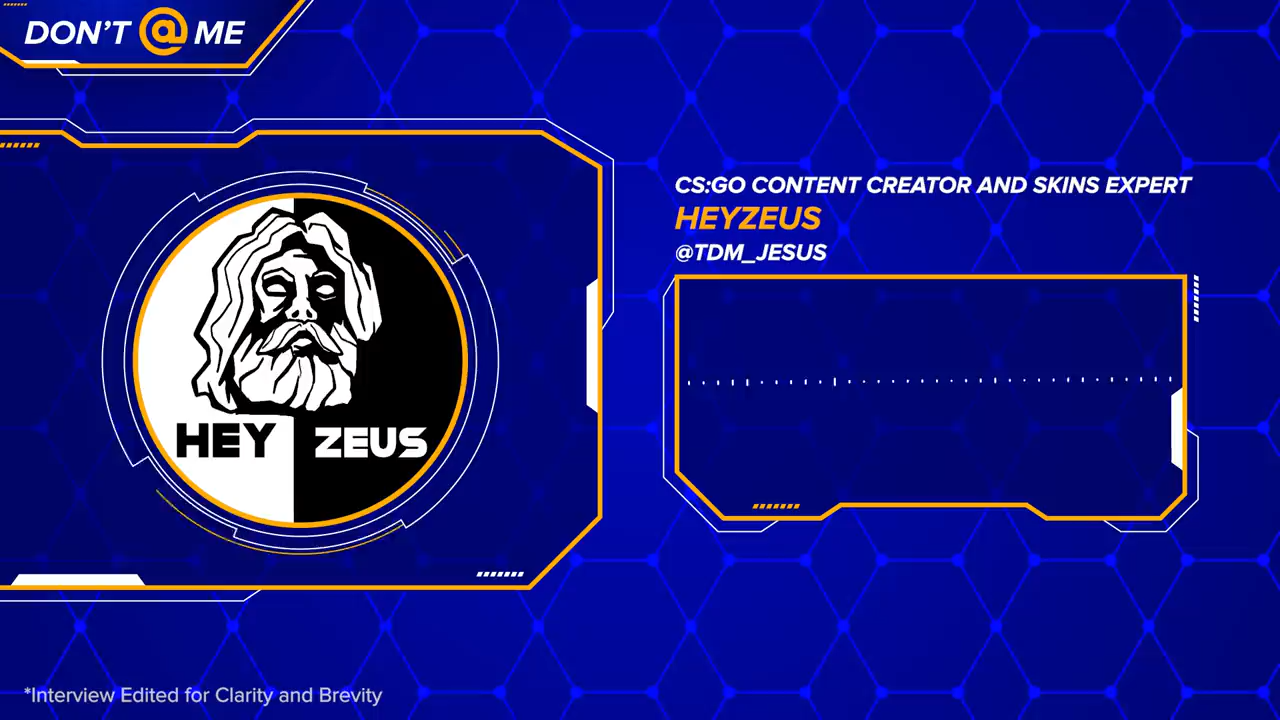 DON'T @ ME
CS:GO CONTENT CREATOR AND SKINS EXPERT
HEYZEUS
@TDM_JESUS
HEY ZEUS
*Interview Edited for Clarity and Brevity